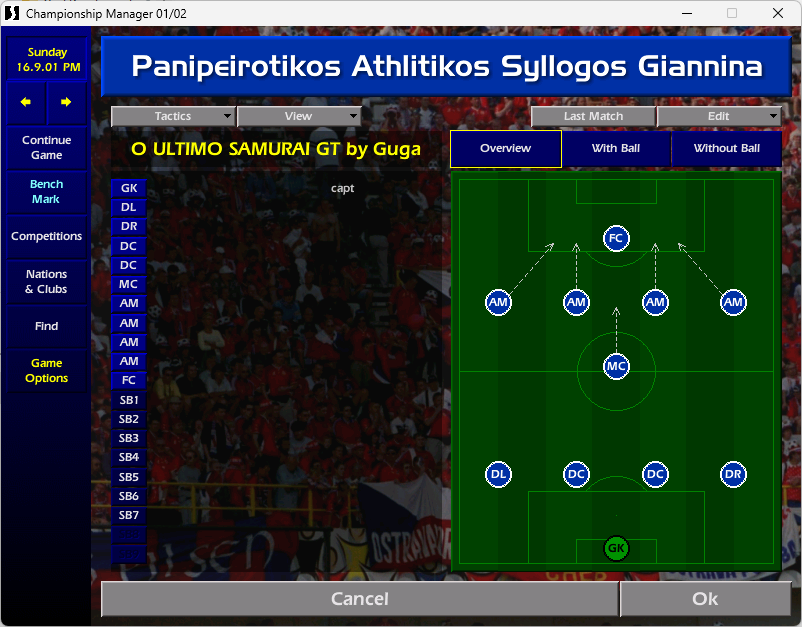 Championship Manager 01/02
Sunday
16.9.01 PM
Continue
Game
Bench
Mark
Competitions
Nations
& Clubs
Find
Game
Options
Panipeirotikos Athlitikos Syllogos Giannina
Tactics
View
Last Match
Edit
O ULTIMO SAMURAI GT by Guga
Overview
With Ball
Without Ball
GK capt
DL
DR
DC
DC
MC
AM
AM
AM
AM
FC
SB1
SB2
SB3
SB4
SB5
SB6
SB7
FC
AM AM AM AM
MC
DL DC DC DR
GK
OSTRAVA
Cancel
Ok